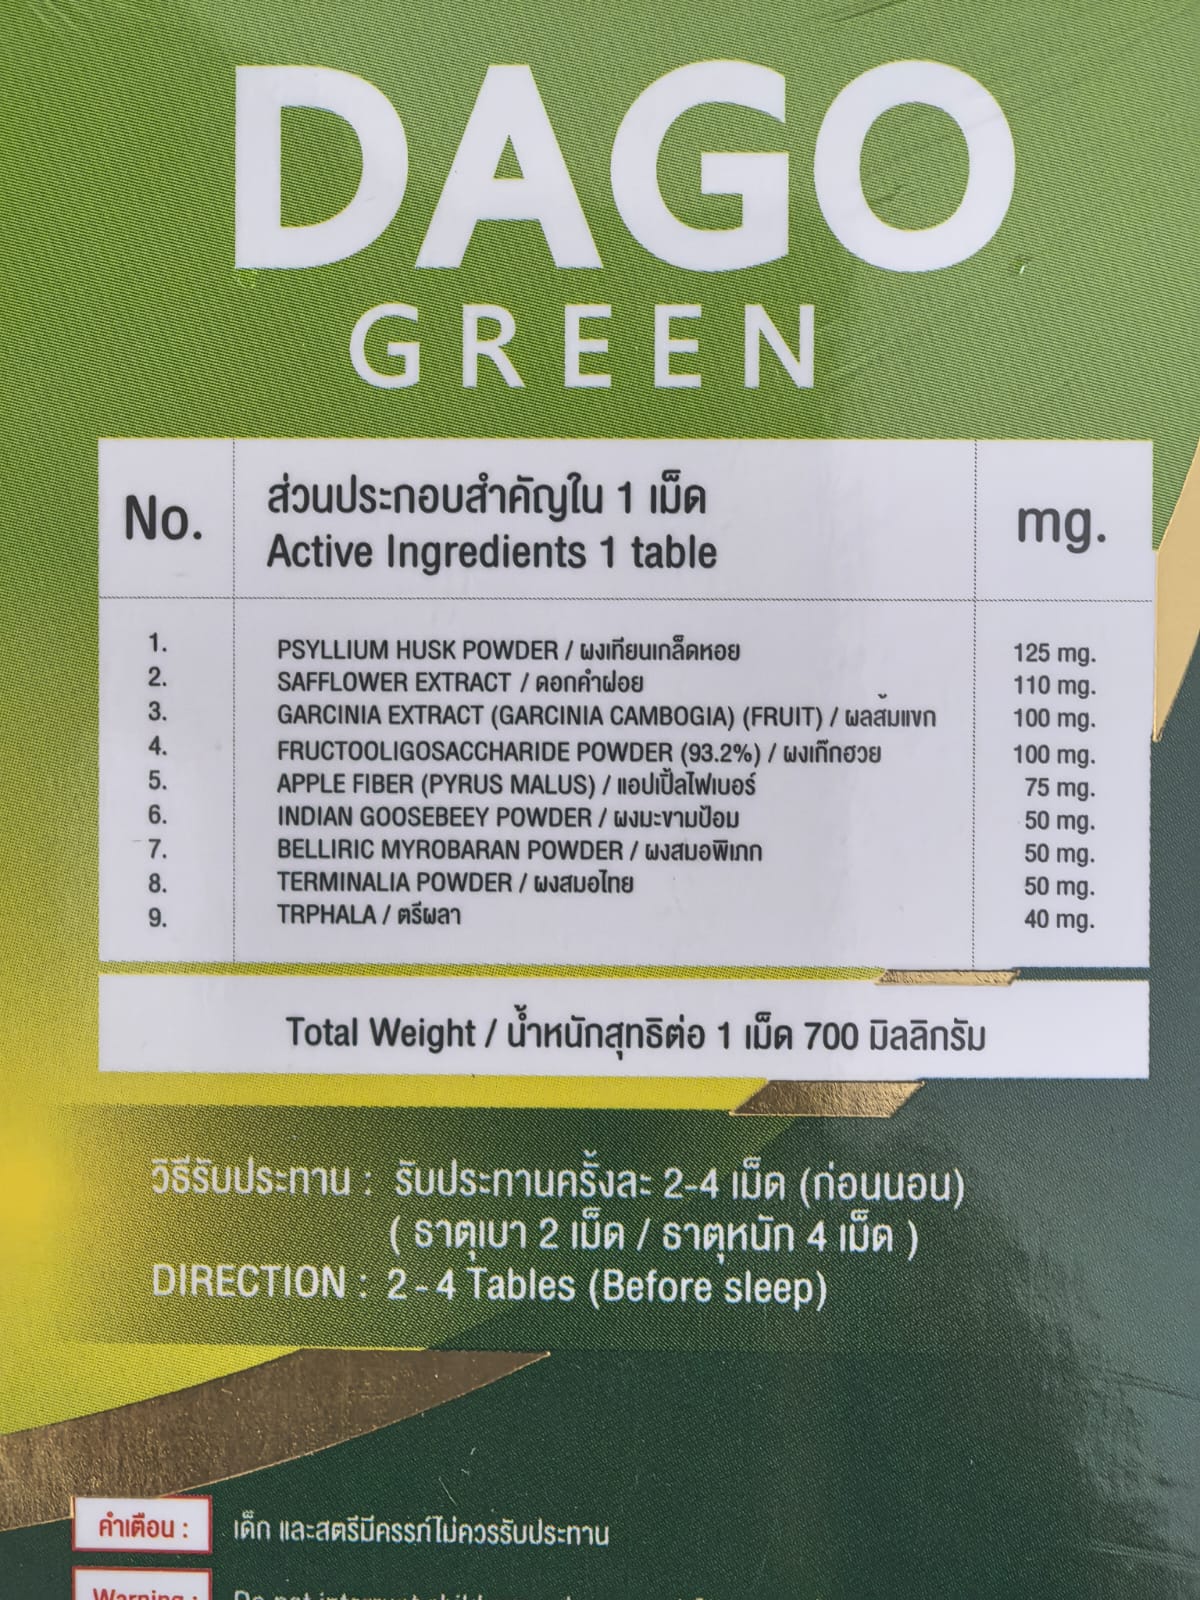 DAGO
GREEN
No. ส่วนประกอบสำคัญใน 1 เม็ด mg.
Active Ingredients 1 table
1. PSYLLIUM HUSK POWDER / ผงเทียนเกล็ดหอย 125 mg.
2. SAFFLOWER EXTRACT / ดอกคำฝอย 110 mg.
3. GARCINIA EXTRACT (GARCINIA CAMBOGIA) (FRUIT) / ผลส้มแขก 100 mg.
4. FRUCTOOLIGOSACCHARIDE POWDER (93.2%) / ผงเก๊กฮวย 100 mg.
5. APPLE FIBER (PYRUS MALUS) / แอปเปิ้ลไฟเบอร์ 75 mg.
6. INDIAN GOOSEBEEY POWDER / ผงมะขามป้อม 50 mg.
7. BELLIRIC MYROBARAN POWDER / ผงสมอพิเภก 50 mg.
8. TERMINALIA POWDER / ผงสมอไทย 50 mg.
9. TRPHALA / ตรีผลา 40 mg.
Total Weight / น้ำหนักสุทธิต่อ 1 เม็ด 700 มิลลิกรัม
วิธีรับประทาน : รับประทานครั้งละ 2-4 เม็ด (ก่อนนอน)
( ธาตุเบา 2 เม็ด / ธาตุหนัก 4 เม็ด )
DIRECTION : 2 - 4 Tables (Before sleep)
คำเตือน : เด็ก และสตรีมีครรภ์ไม่ควรรับประทาน
Warning :